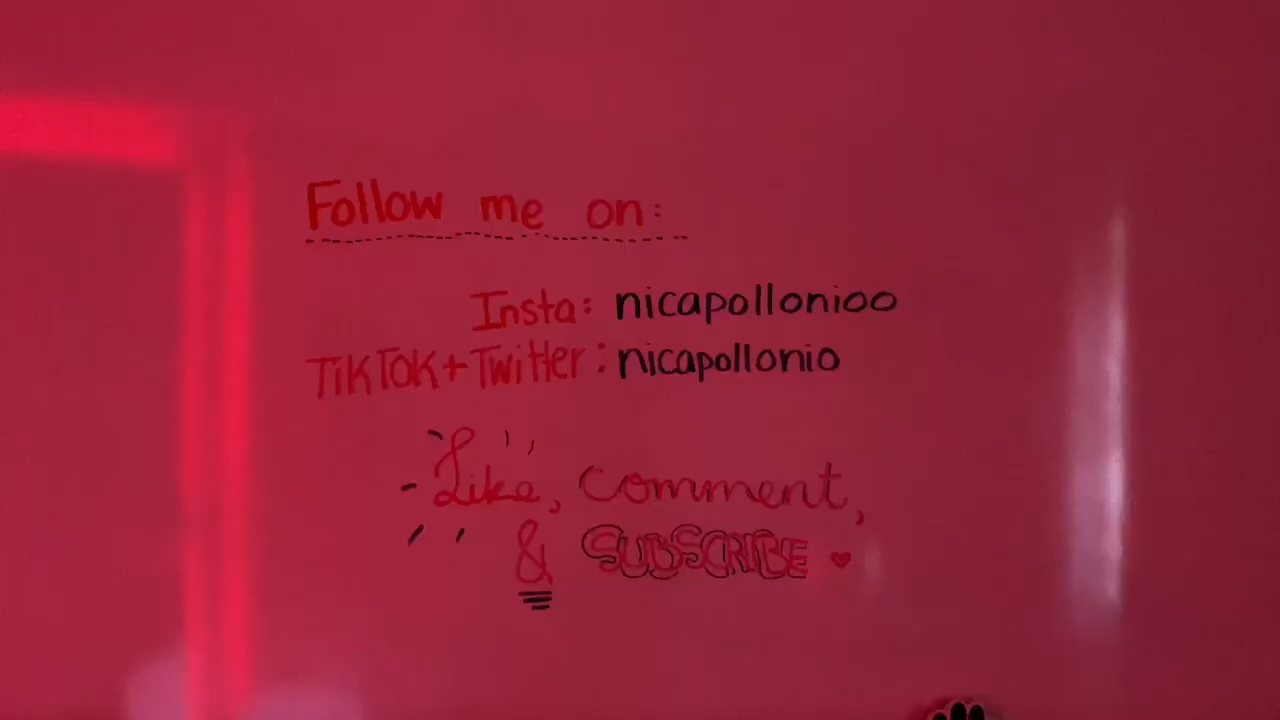 Follow me on:
Insta: nicapollonioo
TikTok+Twitter: nicapollonio
Like, comment,
& SUBSCRIBE